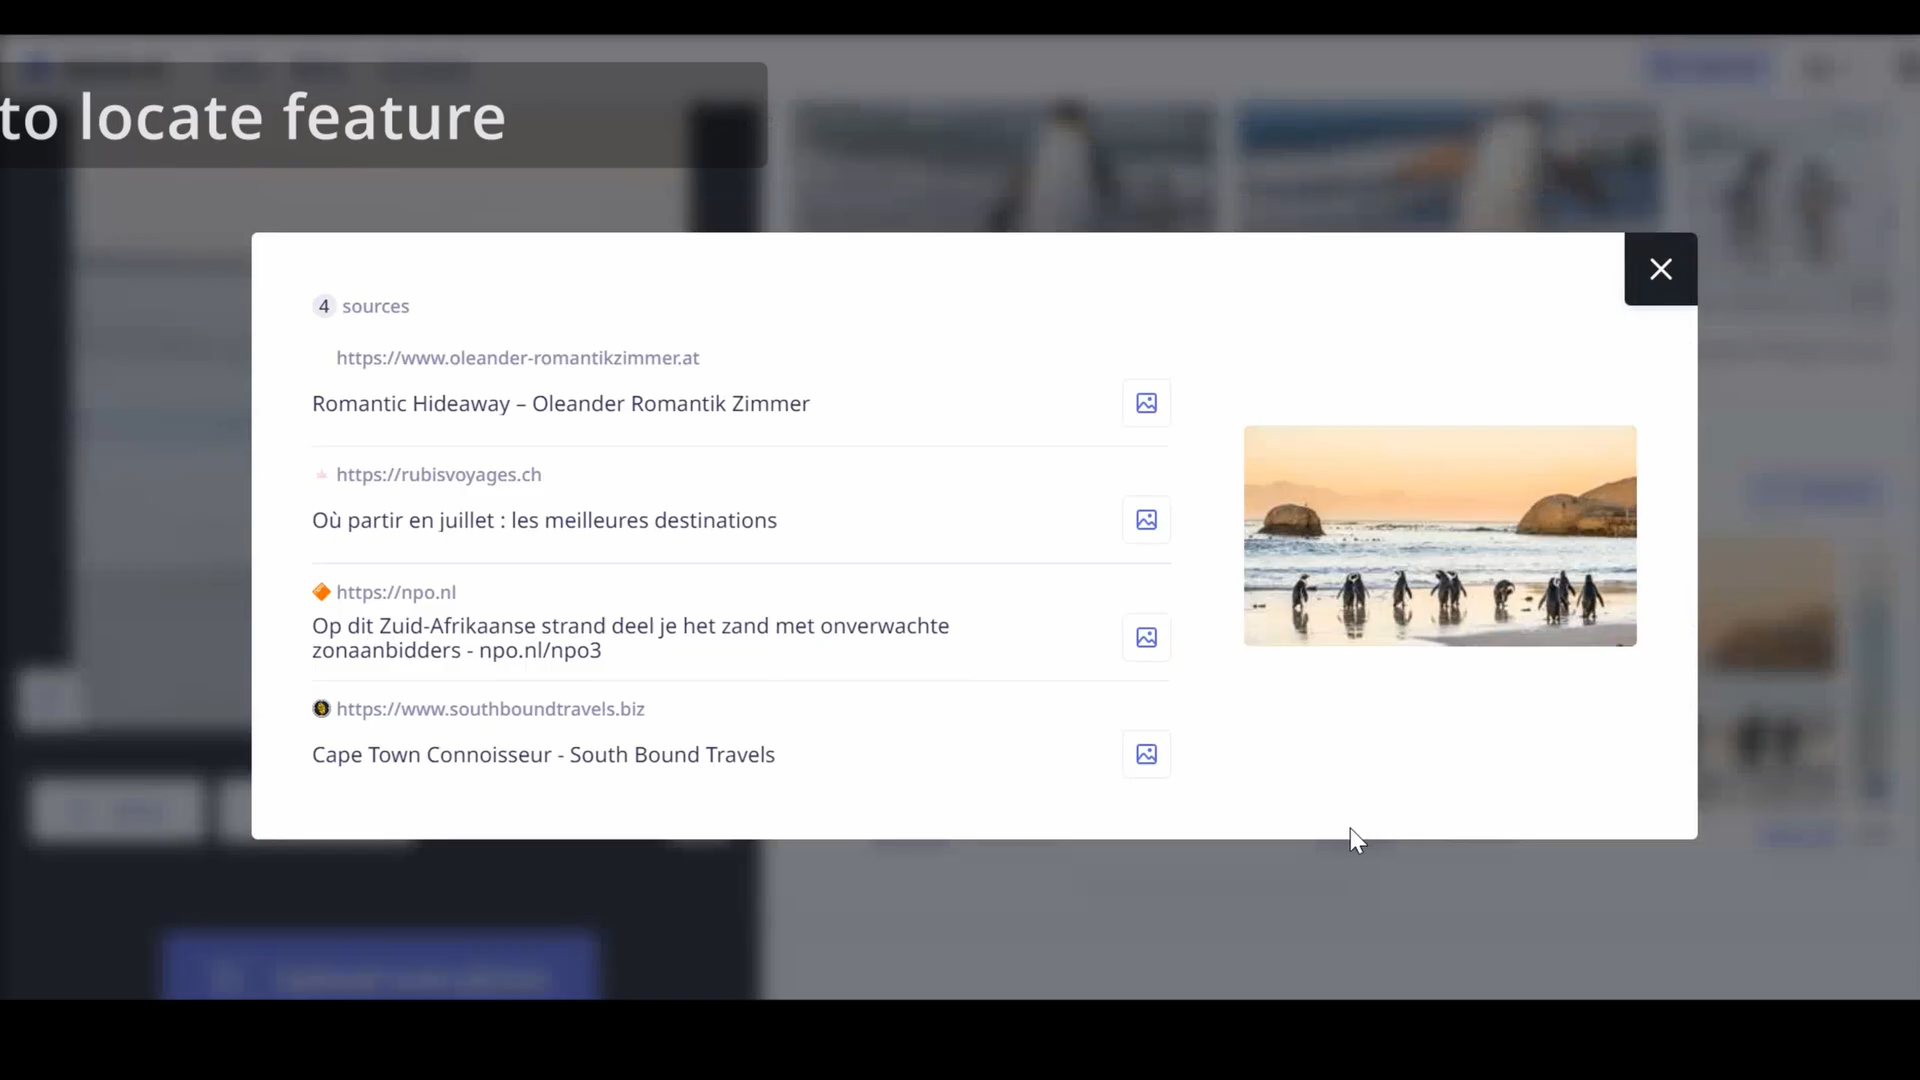 to locate feature
4 sources
https://www.oleander-romantikzimmer.at
Romantic Hideaway – Oleander Romantik Zimmer
https://rubisvoyages.ch
Où partir en juillet : les meilleures destinations
https://npo.nl
Op dit Zuid-Afrikaanse strand deel je het zand met onverwachte
zonaanbidders - npo.nl/npo3
https://www.southboundtravels.biz
Cape Town Connoisseur - South Bound Travels